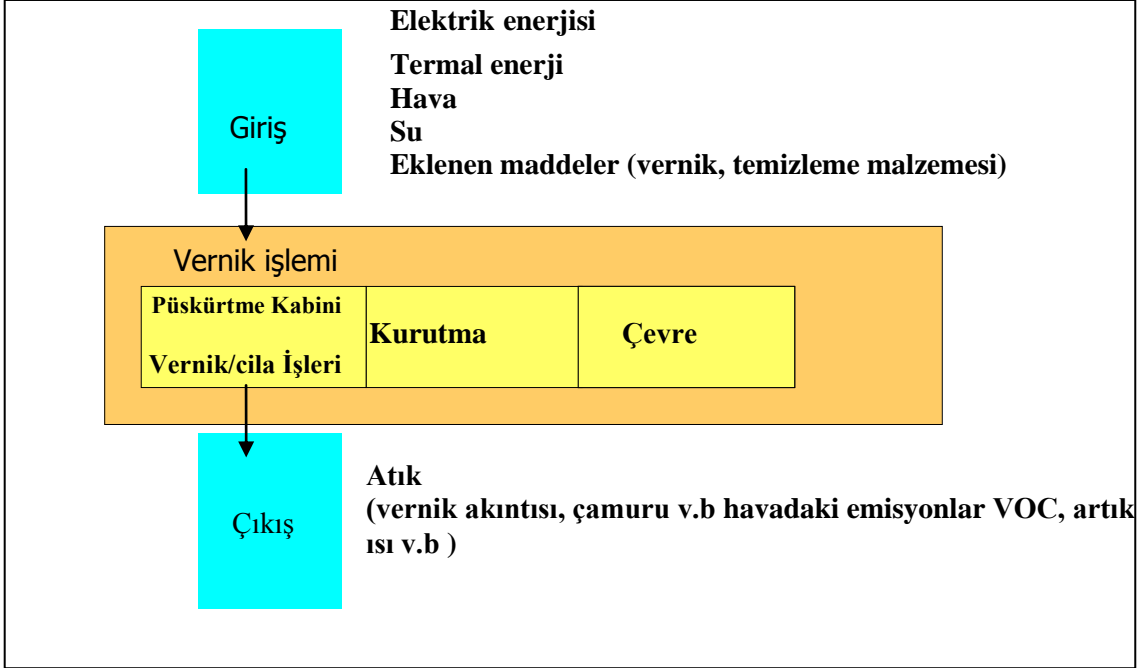 Elektrik enerjisi
Termal enerji
Hava
Su
Eklenen maddeler (vernik, temizleme malzemesi)
Giriş
Vernik işlemi
Püskürtme Kabini
Vernik/cila İşleri
Kurutma
Çevre
Çıkış
Atık
(vernik akıntısı, çamuru v.b havadaki emisyonlar VOC, artık
ısı v.b )